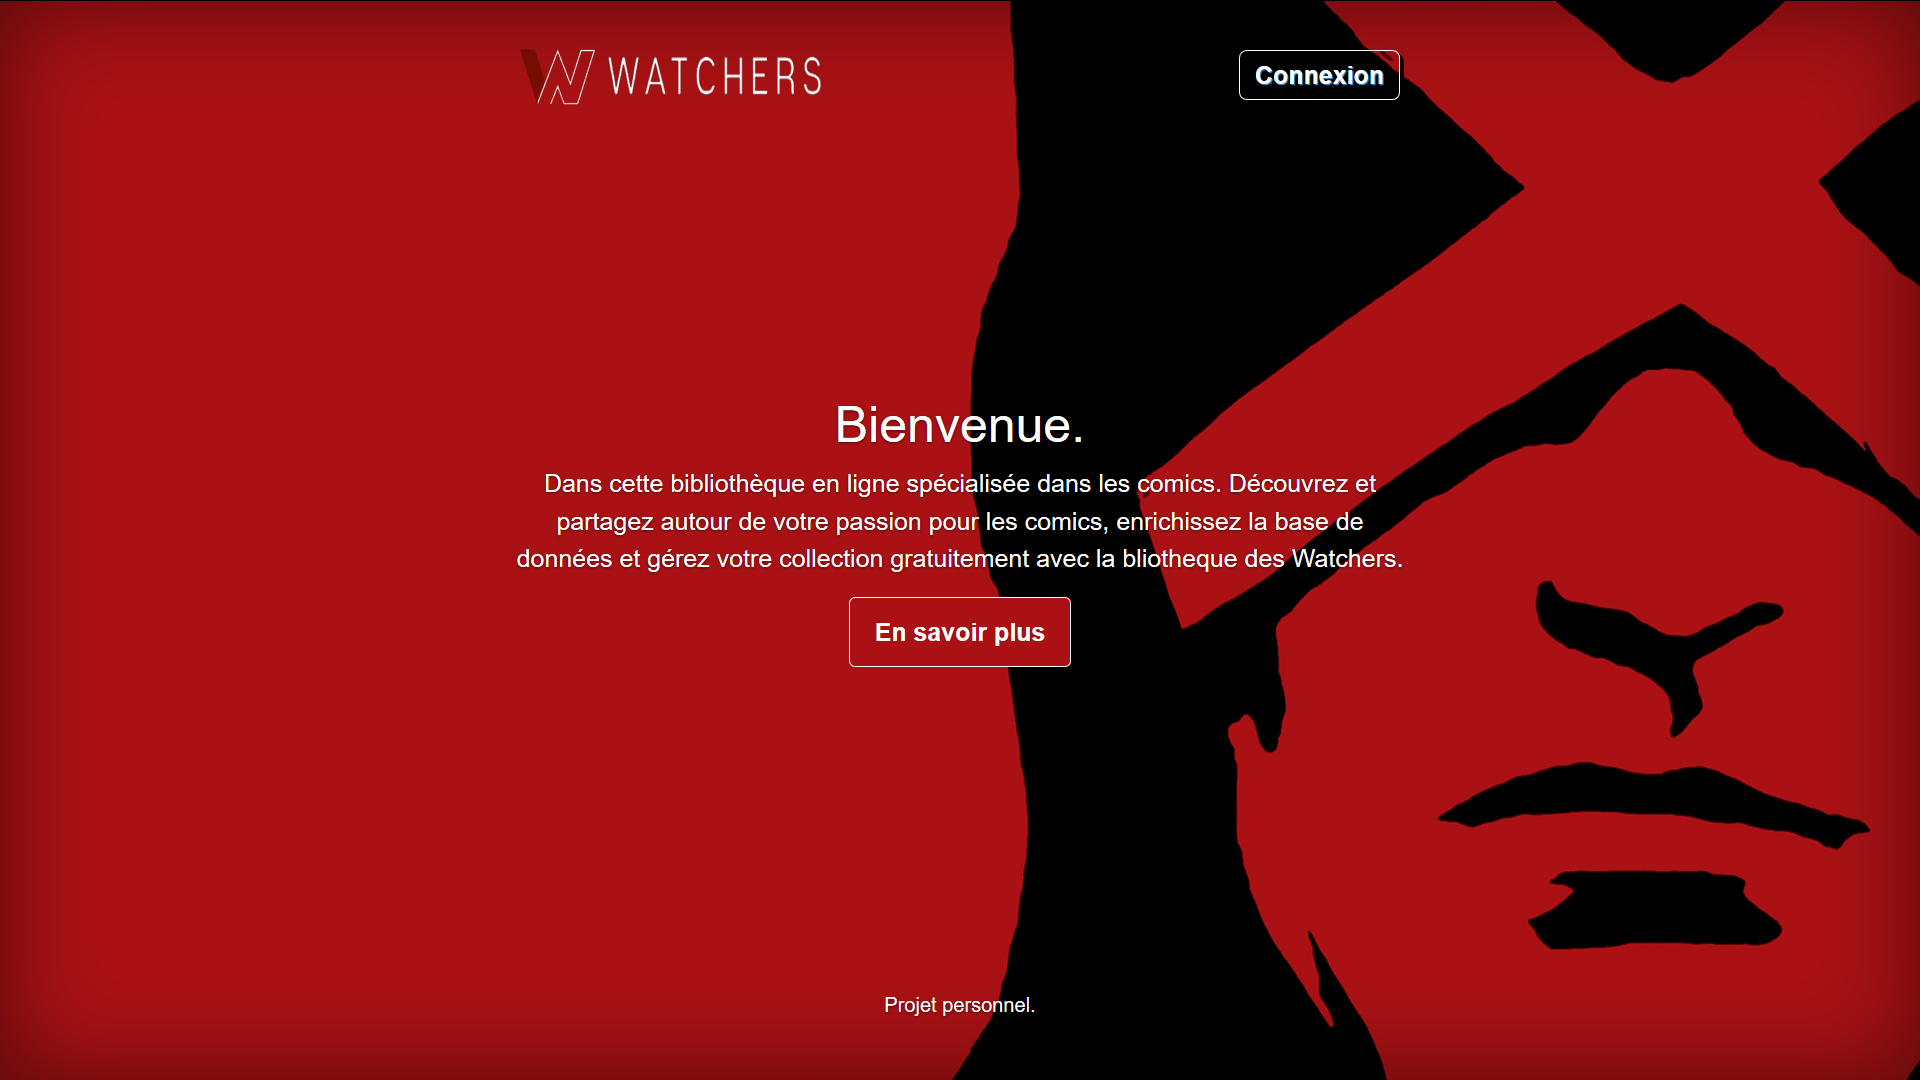 WATCHERS
Connexion
Bienvenue.
Dans cette bibliothèque en ligne spécialisée dans les comics. Découvrez et
partagez autour de votre passion pour les comics, enrichissez la base de
données et gérez votre collection gratuitement avec la bliotheque des Watchers.
En savoir plus
Projet personnel.